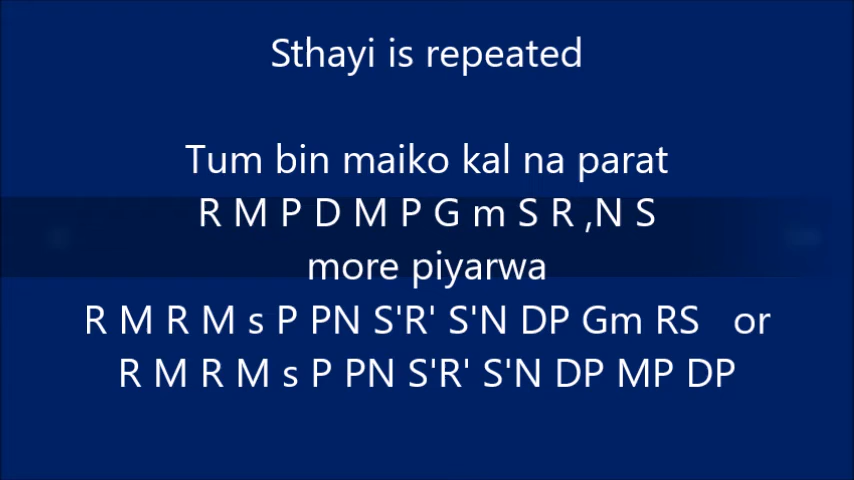 Sthayi is repeated
Tum bin maiko kal na parat
R M P D M P G m S R ,N S
more piyarwa
R M R M s P PN S'R' S'N DP Gm RS or
R M R M s P PN S'R' S'N DP MP DP